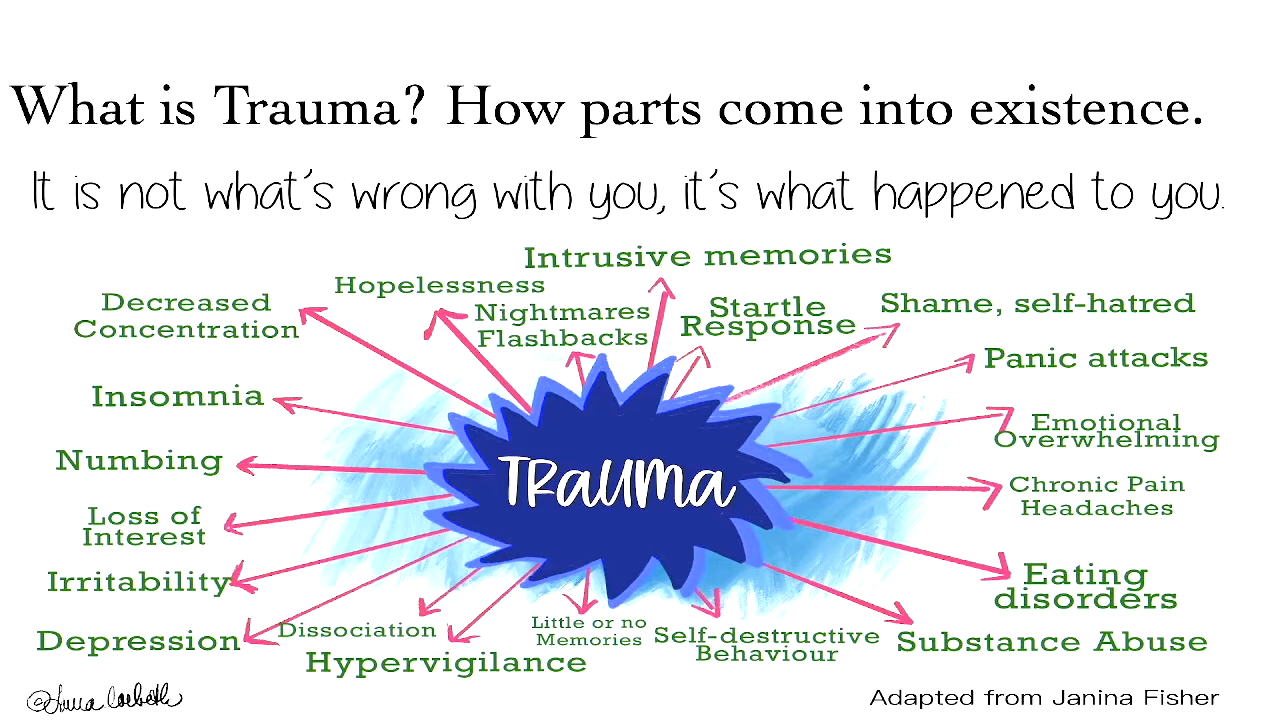 What is Trauma? How parts come into existence.
It is not what's wrong with you, it's what happened to you.
Intrusive memories
Hopelessness
Decreased
Concentration
Nightmares
Flashbacks
Startle
Response
Shame, self-hatred
Panic attacks
Insomnia
Emotional
Overwhelming
Numbing
TRauma
Chronic Pain
Headaches
Loss of
Interest
Irritability
Eating
disorders
Depression
Dissociation
Hypervigilance
Little or no
Memories
Self-destructive
Behaviour
Substance Abuse
Adapted from Janina Fisher